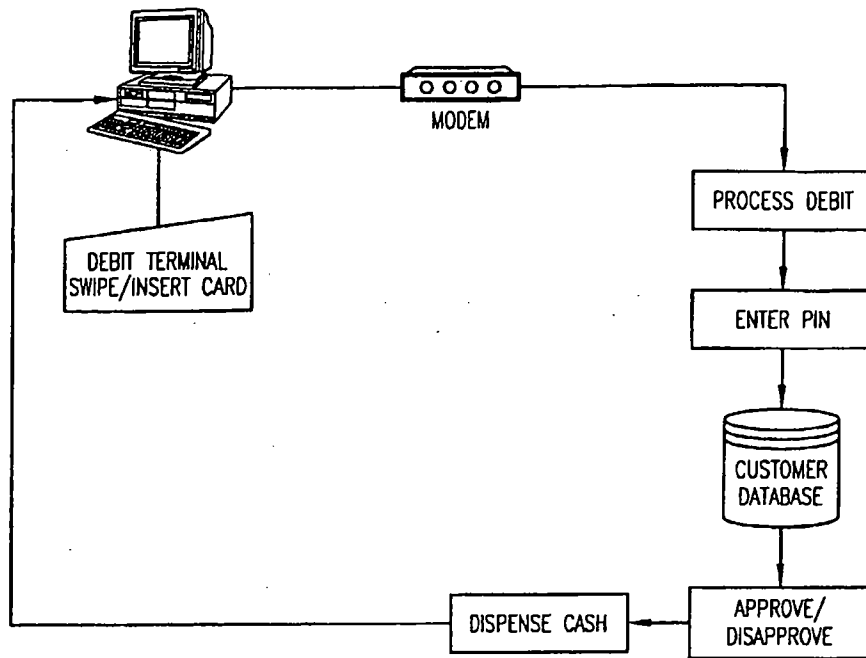 MODEM
PROCESS DEBIT
DEBIT TERMINAL
SWIPE/INSERT CARD
ENTER PIN
CUSTOMER
DATABASE
APPROVE/
DISAPPROVE
DISPENSE CASH